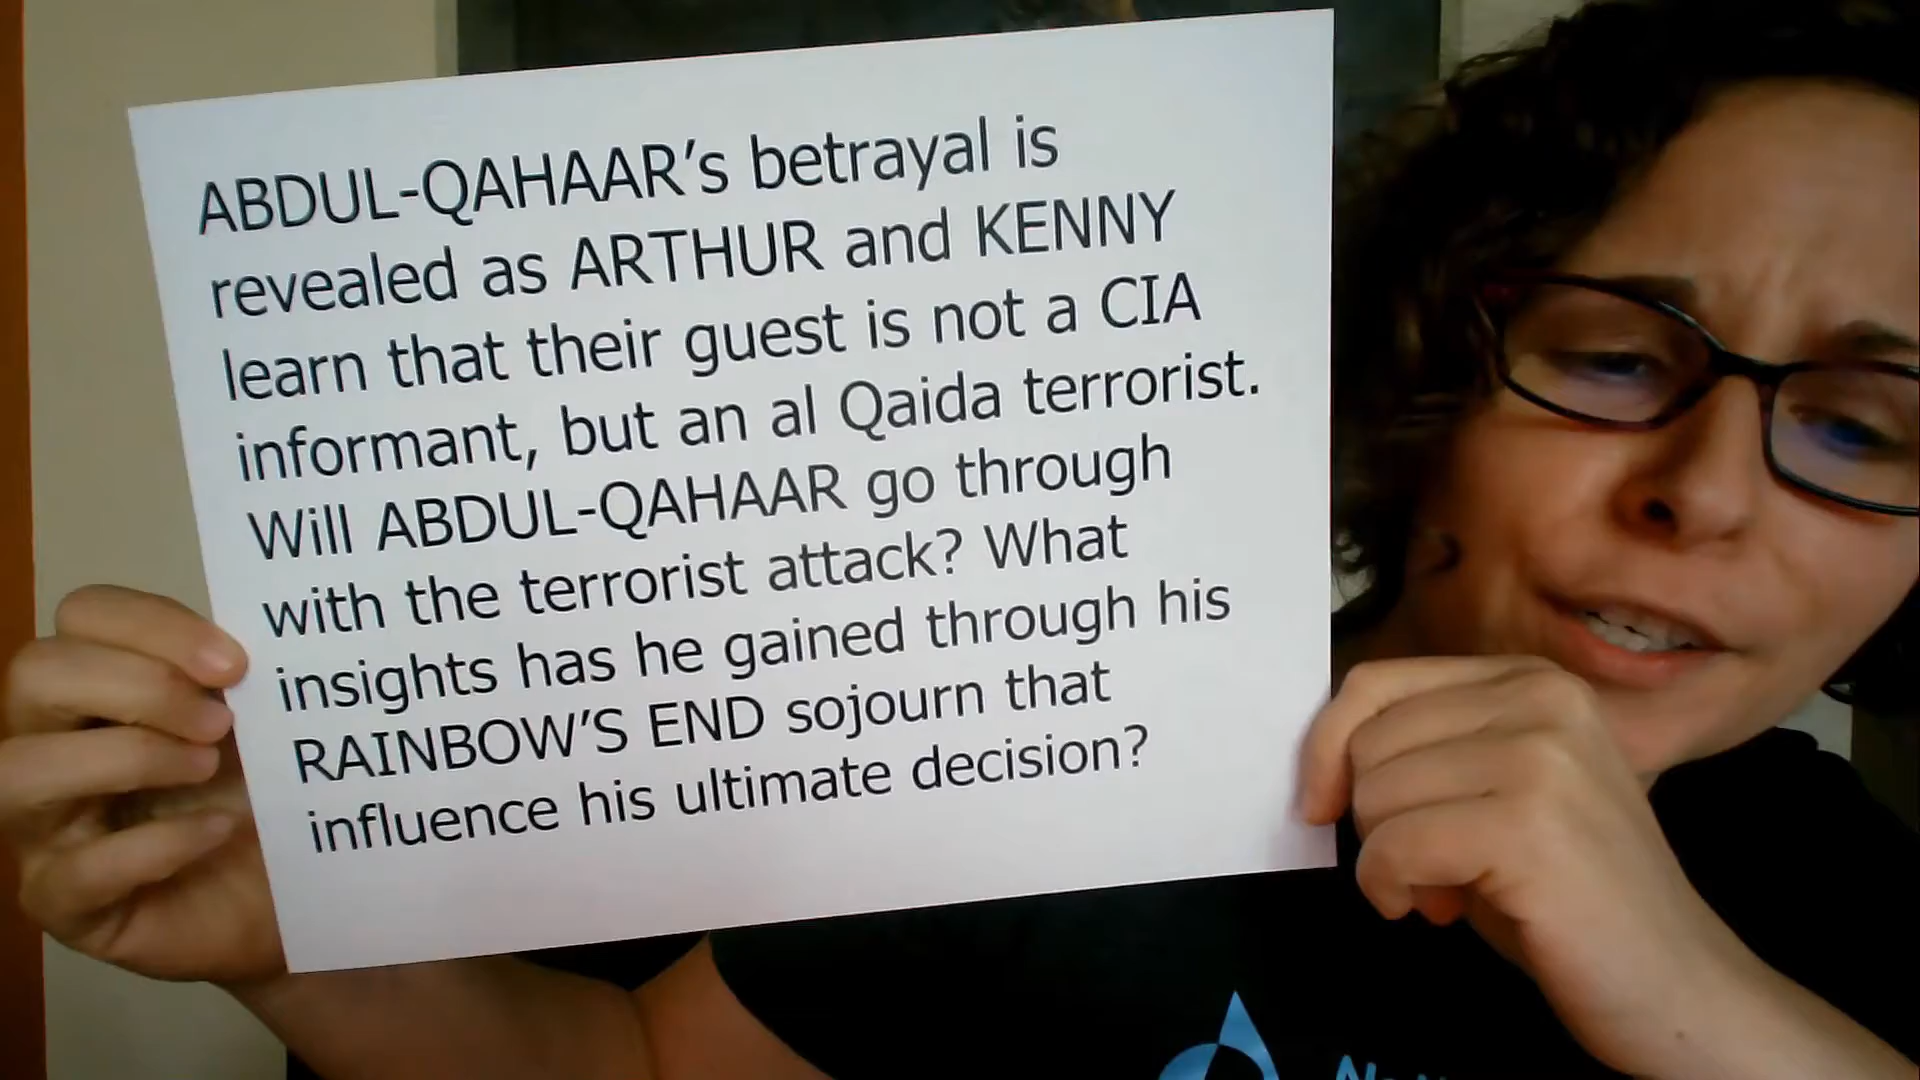 ABDUL-QAHAAR’s betrayal is
revealed as ARTHUR and KENNY
learn that their guest is not a CIA
informant, but an al Qaida terrorist.
Will ABDUL-QAHAAR go through
with the terrorist attack? What
insights has he gained through his
RAINBOW’S END sojourn that
influence his ultimate decision?